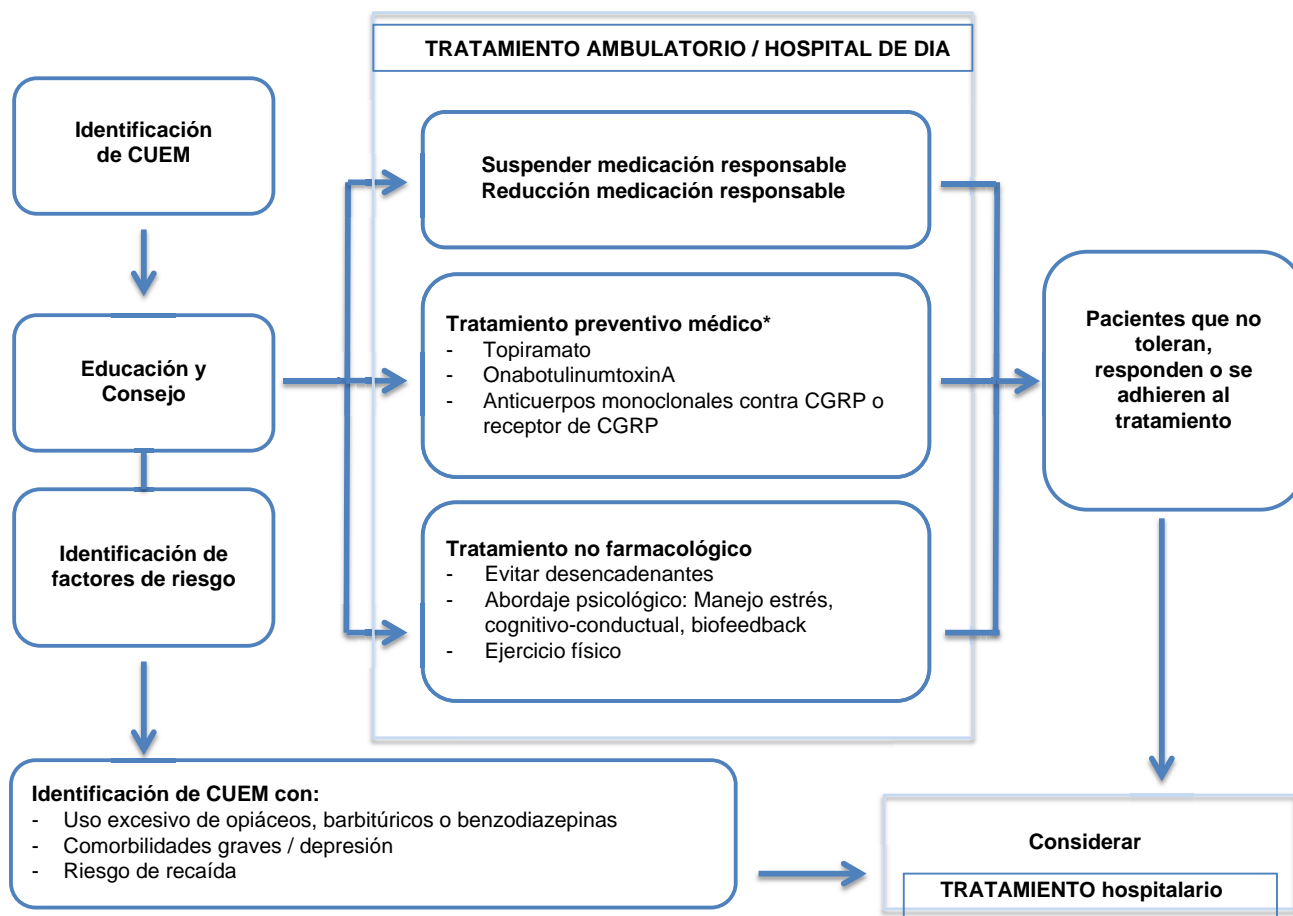 TRATAMIENTO AMBULATORIO / HOSPITAL DE DIA
Identificación
de CUEM
Educación y
Consejo
Identificación de
factores de riesgo
Suspender medicación responsable
Reducción medicación responsable
Tratamiento preventivo médico*
- Topiramato
- OnabotulinumtoxinA
- Anticuerpos monoclonales contra CGRP o
receptor de CGRP
Tratamiento no farmacológico
- Evitar desencadenantes
- Abordaje psicológico: Manejo estrés,
cognitivo-conductual, biofeedback
- Ejercicio físico
Pacientes que no
toleran,
responden o se
adhieren al
tratamiento
Identificación de CUEM con:
- Uso excesivo de opiáceos, barbitúricos o benzodiazepinas
- Comorbilidades graves / depresión
- Riesgo de recaída
Considerar
TRATAMIENTO hospitalario